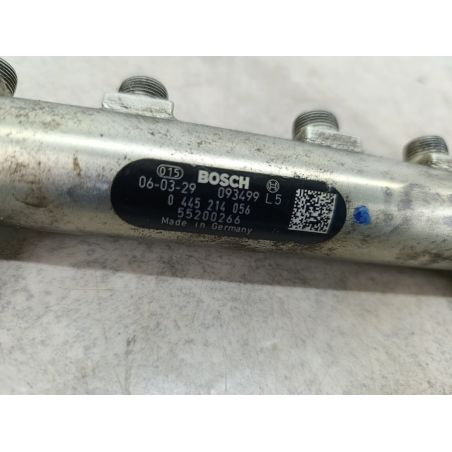 015 BOSCH
06-03-29 093499 L5
0 445 214 056
55200266
Made in Germany